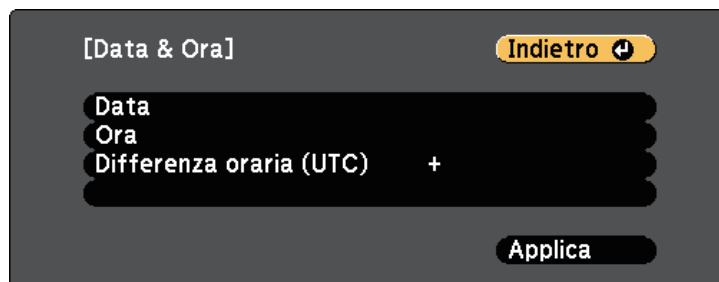 [Data & Ora]
Indietro
Data
Ora
Differenza oraria (UTC) +
Applica